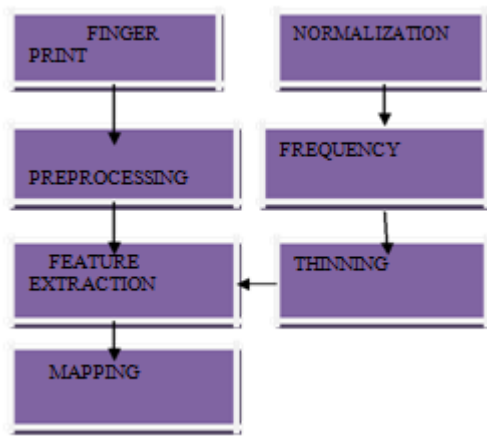 FINGER
PRINT
PREPROCESSING
FEATURE
EXTRACTION
MAPPING
NORMALIZATION
FREQUENCY
THINNING